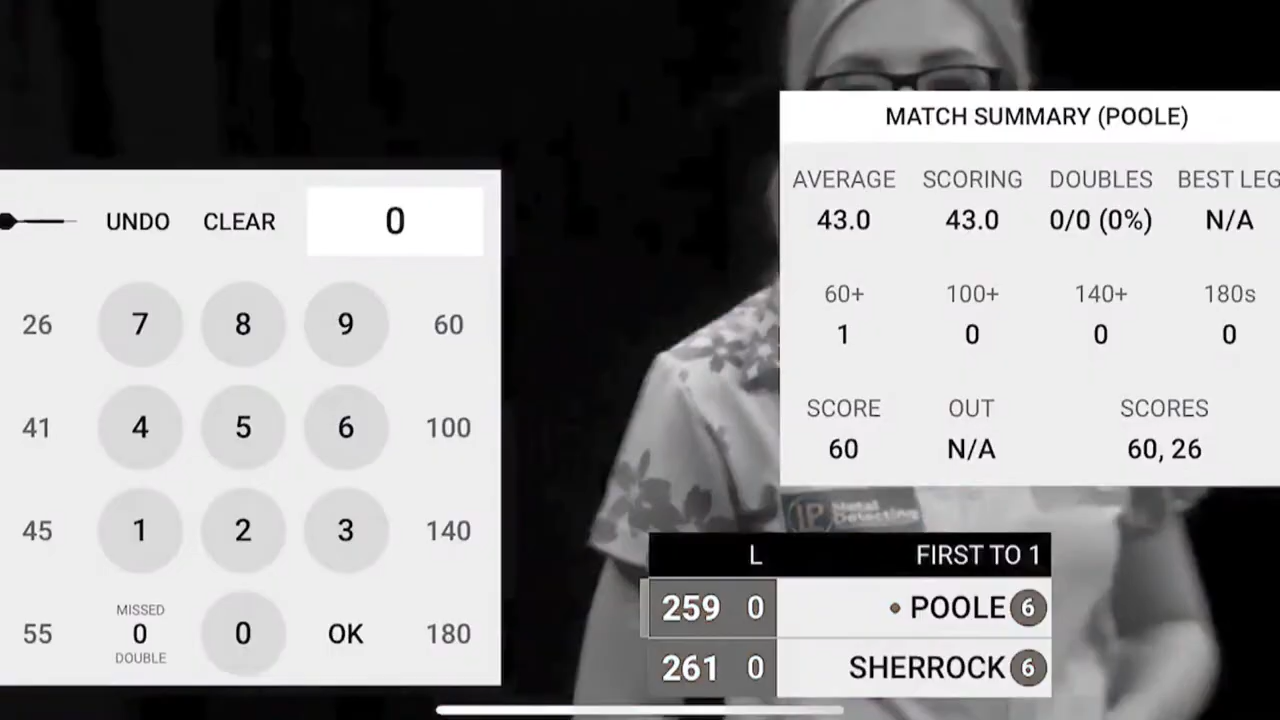 MATCH SUMMARY (POOLE)
AVERAGE SCORING DOUBLES BEST LEG
43.0 43.0 0/0 (0%) N/A
60+ 100+ 140+ 180s
1 0 0 0
SCORE OUT SCORES
60 N/A 60, 26
UNDO CLEAR 0
26 7 8 9 60
41 4 5 6 100
45 1 2 3 140
MISSED
55 0 0 OK 180
DOUBLE
1P Metal
Detecting
L FIRST TO 1
259 0 • POOLE 6
261 0 SHERROCK 6